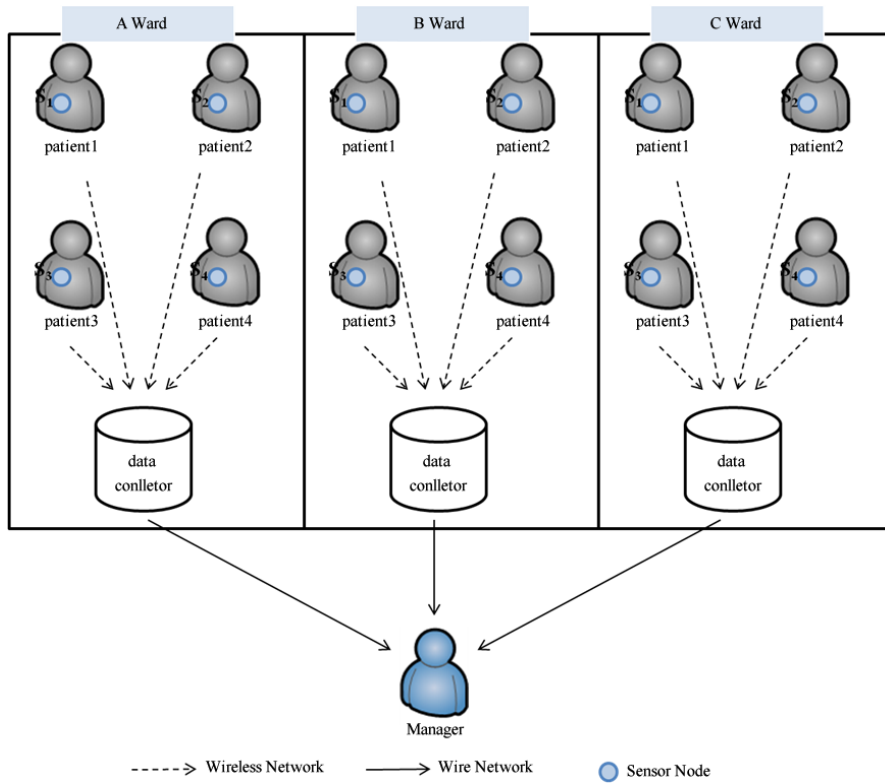 A Ward
B Ward
C Ward
S1
S2
S1
S2
S1
S2
patient1
patient2
patient1
patient2
patient1
patient2
S3
S4
S3
S4
S3
S4
patient3
patient4
patient3
patient4
patient3
patient4
data
conlletor
data
conlletor
data
conlletor
Manager
Wireless Network
Wire Network
Sensor Node